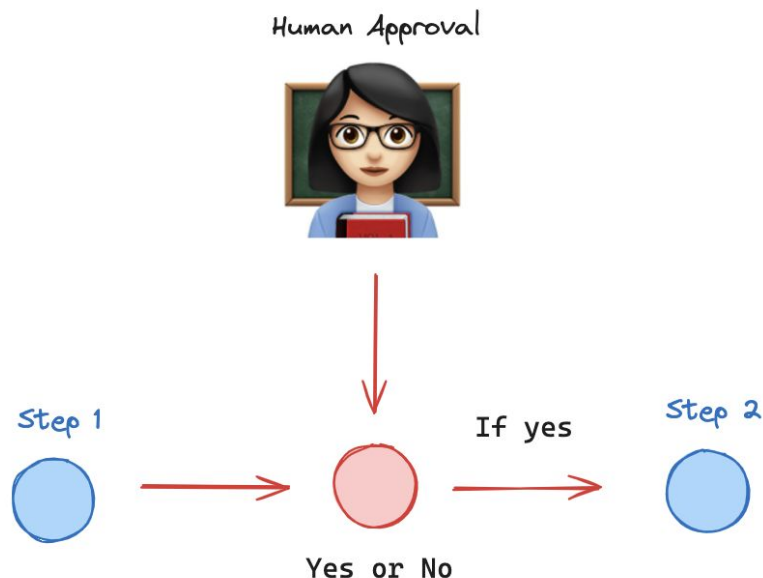 Human Approval
Step 1
If yes
Step 2
Yes or No